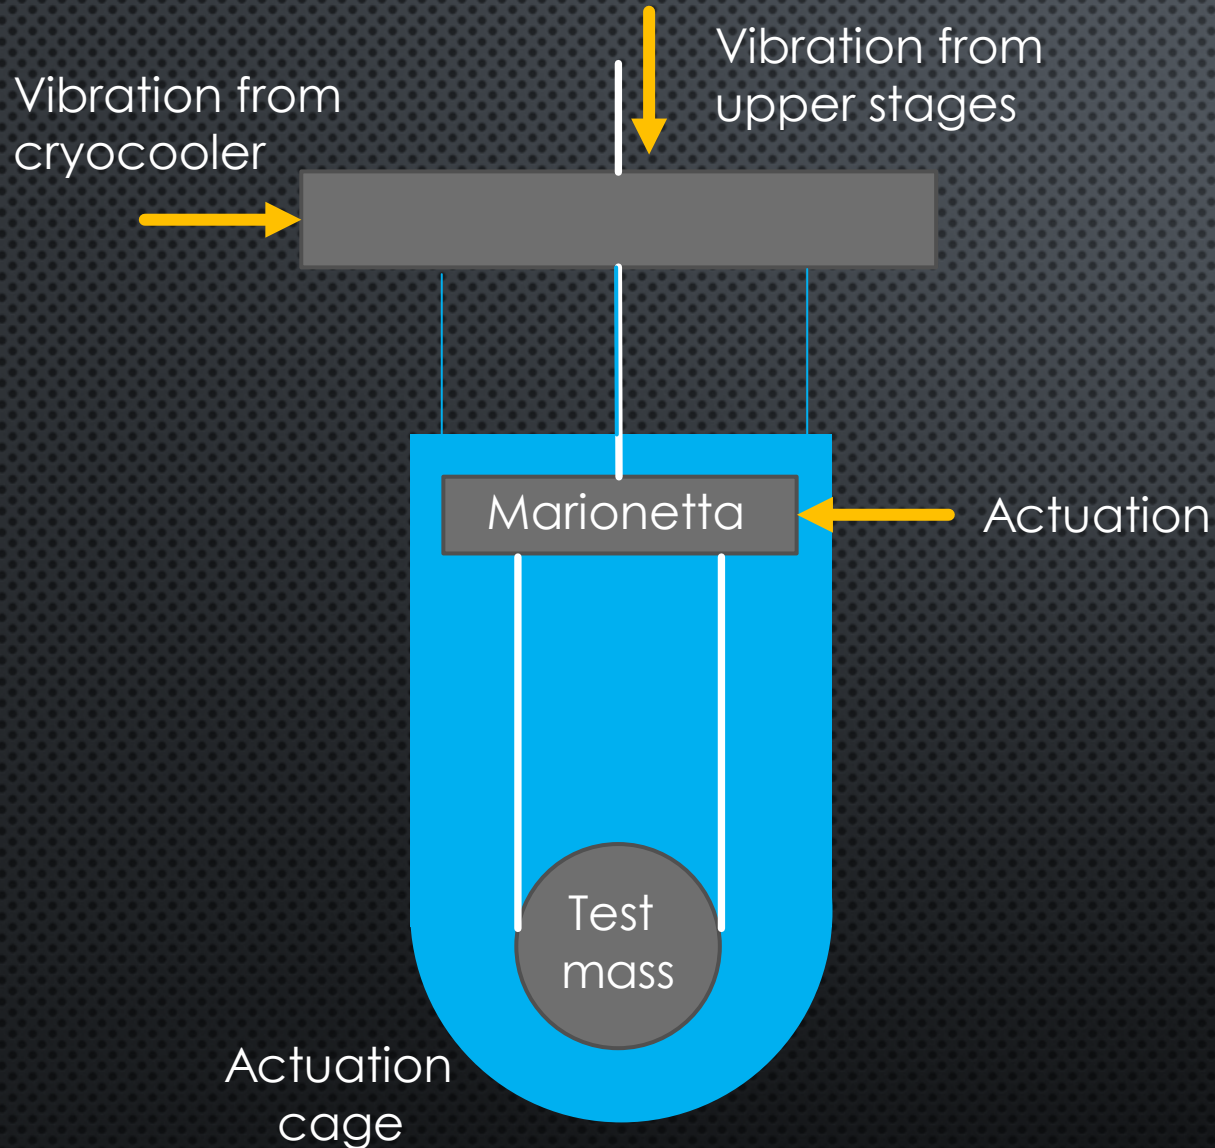 Vibration from
upper stages
Vibration from
cryocooler
Marionetta
Actuation
Test
mass
Actuation
cage